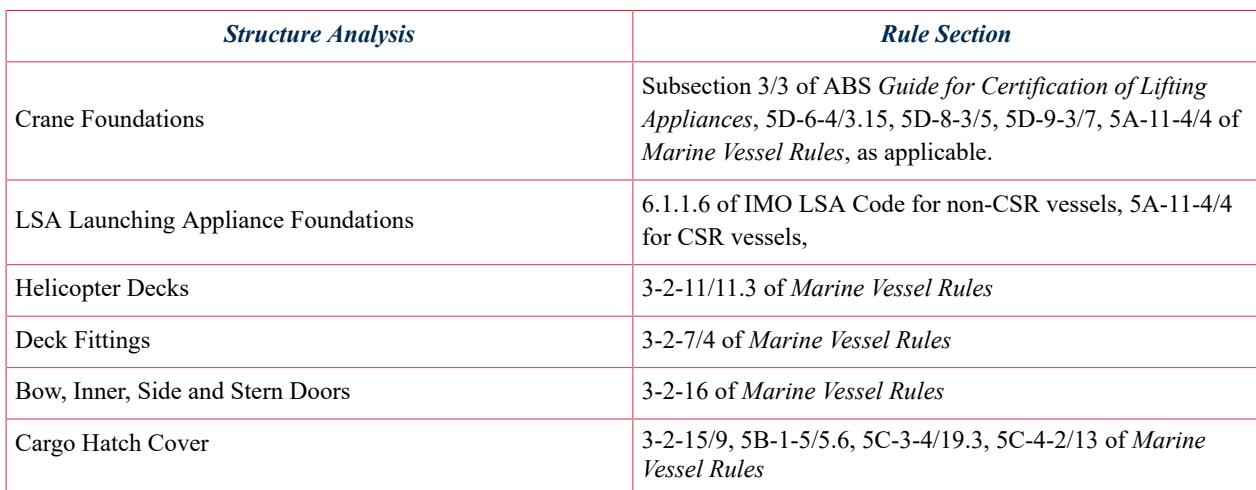 Structure Analysis
Rule Section
Crane Foundations
Subsection 3/3 of ABS Guide for Certification of Lifting
Appliances, 5D-6-4/3.15, 5D-8-3/5, 5D-9-3/7, 5A-11-4/4 of
Marine Vessel Rules, as applicable.
LSA Launching Appliance Foundations
6.1.1.6 of IMO LSA Code for non-CSR vessels, 5A-11-4/4
for CSR vessels,
Helicopter Decks
3-2-11/11.3 of Marine Vessel Rules
Deck Fittings
3-2-7/4 of Marine Vessel Rules
Bow, Inner, Side and Stern Doors
3-2-16 of Marine Vessel Rules
Cargo Hatch Cover
3-2-15/9, 5B-1-5/5.6, 5C-3-4/19.3, 5C-4-2/13 of Marine
Vessel Rules